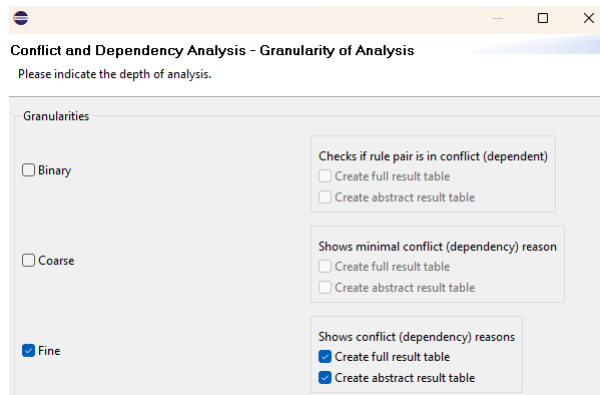 Conflict and Dependency Analysis - Granularity of Analysis
Please indicate the depth of analysis.
Granularities
Binary
Checks if rule pair is in conflict (dependent)
Create full result table
Create abstract result table
Coarse
Shows minimal conflict (dependency) reason
Create full result table
Create abstract result table
Fine
Shows conflict (dependency) reasons
Create full result table
Create abstract result table